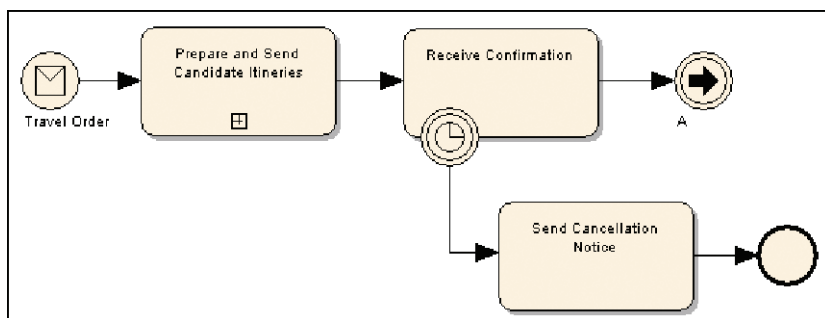 Prepare and Send
Candidate Itineries
Receive Confirmation
Travel Order
A
Send Cancellation
Notice